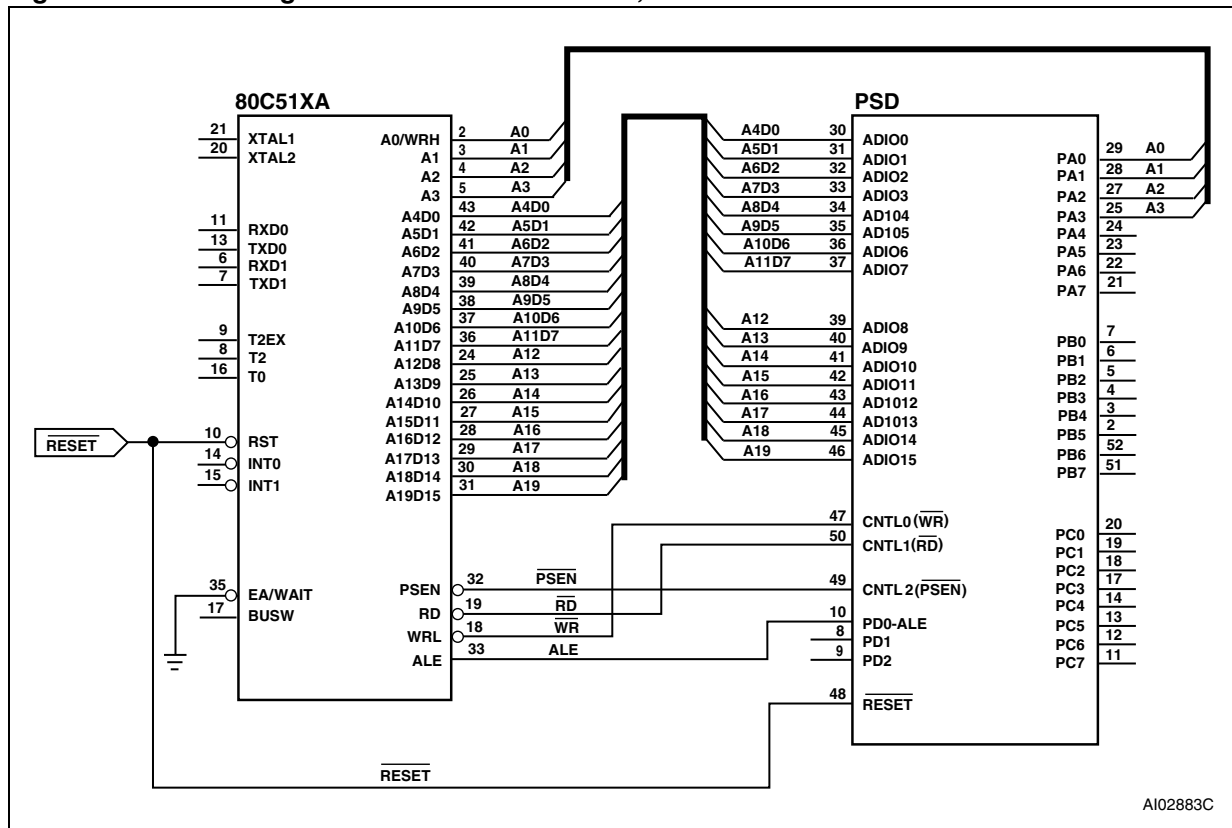 80C51XA
PSD
21 XTAL1
20 XTAL2
11 RXD0
13 TXD0
6 RXD1
7 TXD1
9 T2EX
8 T2
16 T0
RESET
10 RST
14 INT0
15 INT1
35 EA/WAIT
17 BUSW
A0/WRH 2 A0
A1 3 A1
A2 4 A2
A3 5 A3
A4D0 43 A4D0
A5D1 42 A5D1
A6D2 41 A6D2
A7D3 40 A7D3
A8D4 39 A8D4
A9D5 38 A9D5
A10D6 37 A10D6
A11D7 36 A11D7
A12D8 24 A12
A13D9 25 A13
A14D10 26 A14
A15D11 27 A15
A16D12 28 A16
A17D13 29 A17
A18D14 30 A18
A19D15 31 A19
PSEN 32 PSEN
RD 19 RD
WRL 18 WR
ALE 33 ALE
A4D0 30 ADIO0
A5D1 31 ADIO1
A6D2 32 ADIO2
A7D3 33 ADIO3
A8D4 34 AD104
A9D5 35 AD105
A10D6 36 ADIO6
A11D7 37 ADIO7
A12 39 ADIO8
A13 40 ADIO9
A14 41 ADIO10
A15 42 ADIO11
A16 43 AD1012
A17 44 AD1013
A18 45 ADIO14
A19 46 ADIO15
47 CNTL0(WR)
50 CNTL1(RD)
49 CNTL2(PSEN)
10 PD0-ALE
8 PD1
9 PD2
48 RESET
PA0 29 A0
PA1 28 A1
PA2 27 A2
PA3 25 A3
PA4 24
PA5 23
PA6 22
PA7 21
PB0 7
PB1 6
PB2 5
PB3 4
PB4 3
PB5 2
PB6 52
PB7 51
PC0 20
PC1 19
PC2 18
PC3 17
PC4 14
PC5 13
PC6 12
PC7 11
RESET
AI02883C